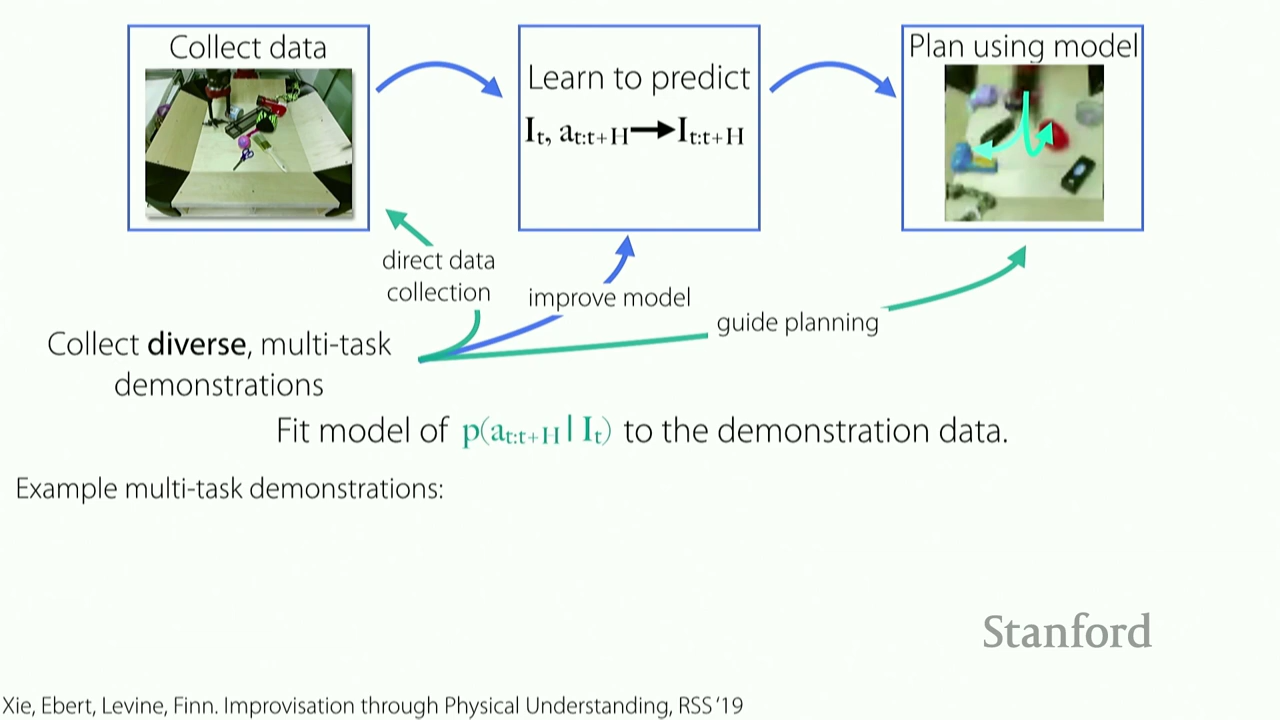 Collect data
Learn to predict
Iₜ, aₜ:ₜ₊H→Iₜ:ₜ₊H
Plan using model
direct data
collection
improve model
guide planning
Collect diverse, multi-task
demonstrations
Fit model of p(aₜ:ₜ₊H | Iₜ) to the demonstration data.
Example multi-task demonstrations:
Stanford
Xie, Ebert, Levine, Finn. Improvisation through Physical Understanding, RSS ‘19